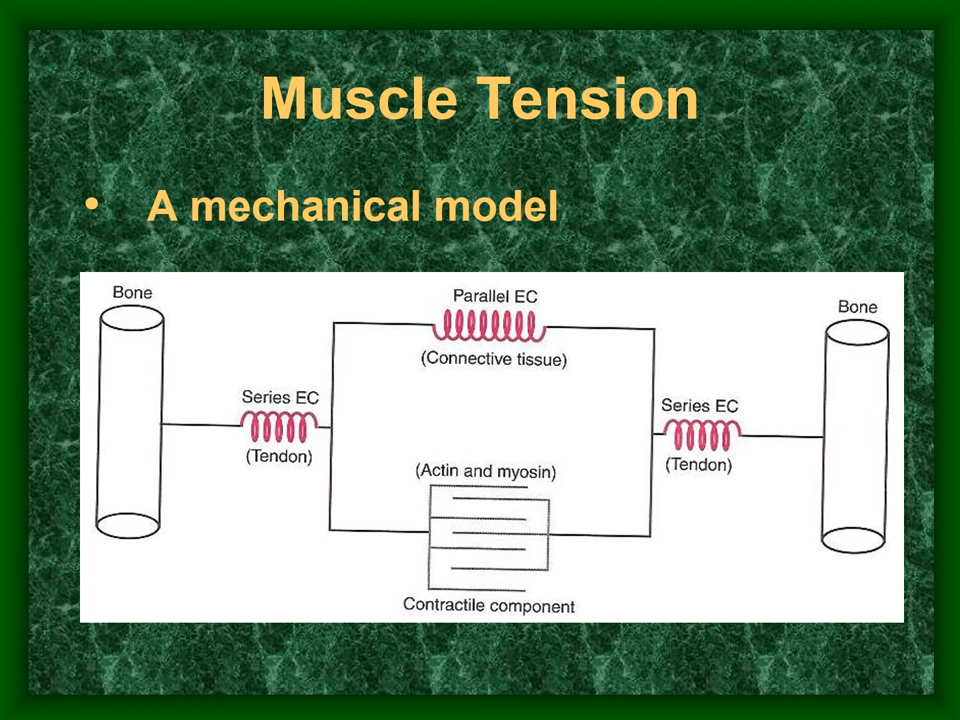 Muscle Tension
• A mechanical model
Bone
Parallel EC
(Connective tissue)
Bone
Series EC
(Tendon)
Series EC
(Tendon)
(Actin and myosin)
Contractile component